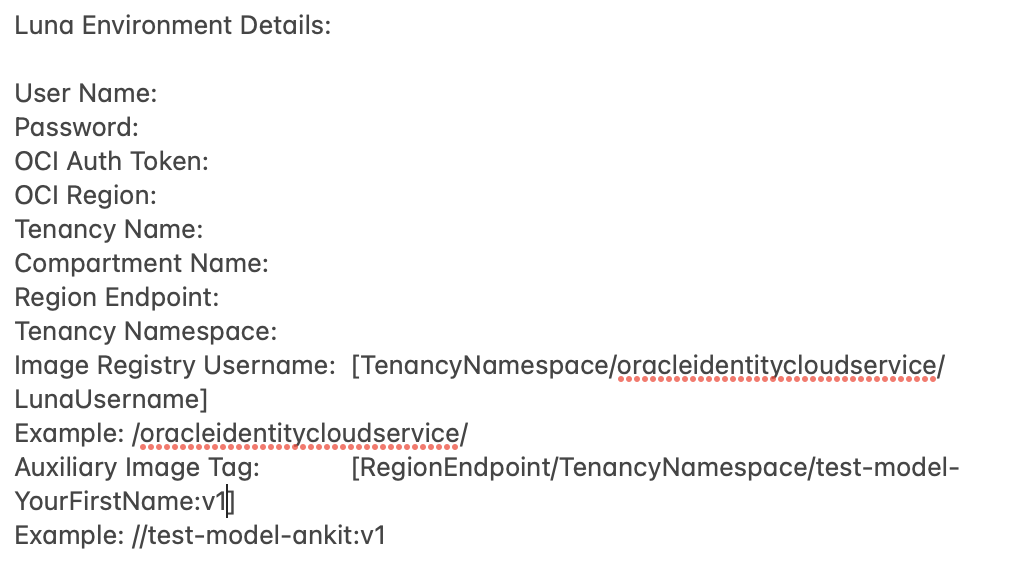 Luna Environment Details:
User Name:
Password:
OCI Auth Token:
OCI Region:
Tenancy Name:
Compartment Name:
Region Endpoint:
Tenancy Namespace:
Image Registry Username:  [TenancyNamespace/oracleidentitycloudservice/
LunaUsername]
Example: /oracleidentitycloudservice/
Auxiliary Image Tag:  [RegionEndpoint/TenancyNamespace/test-model-
YourFirstName:v1]
Example: //test-model-ankit:v1